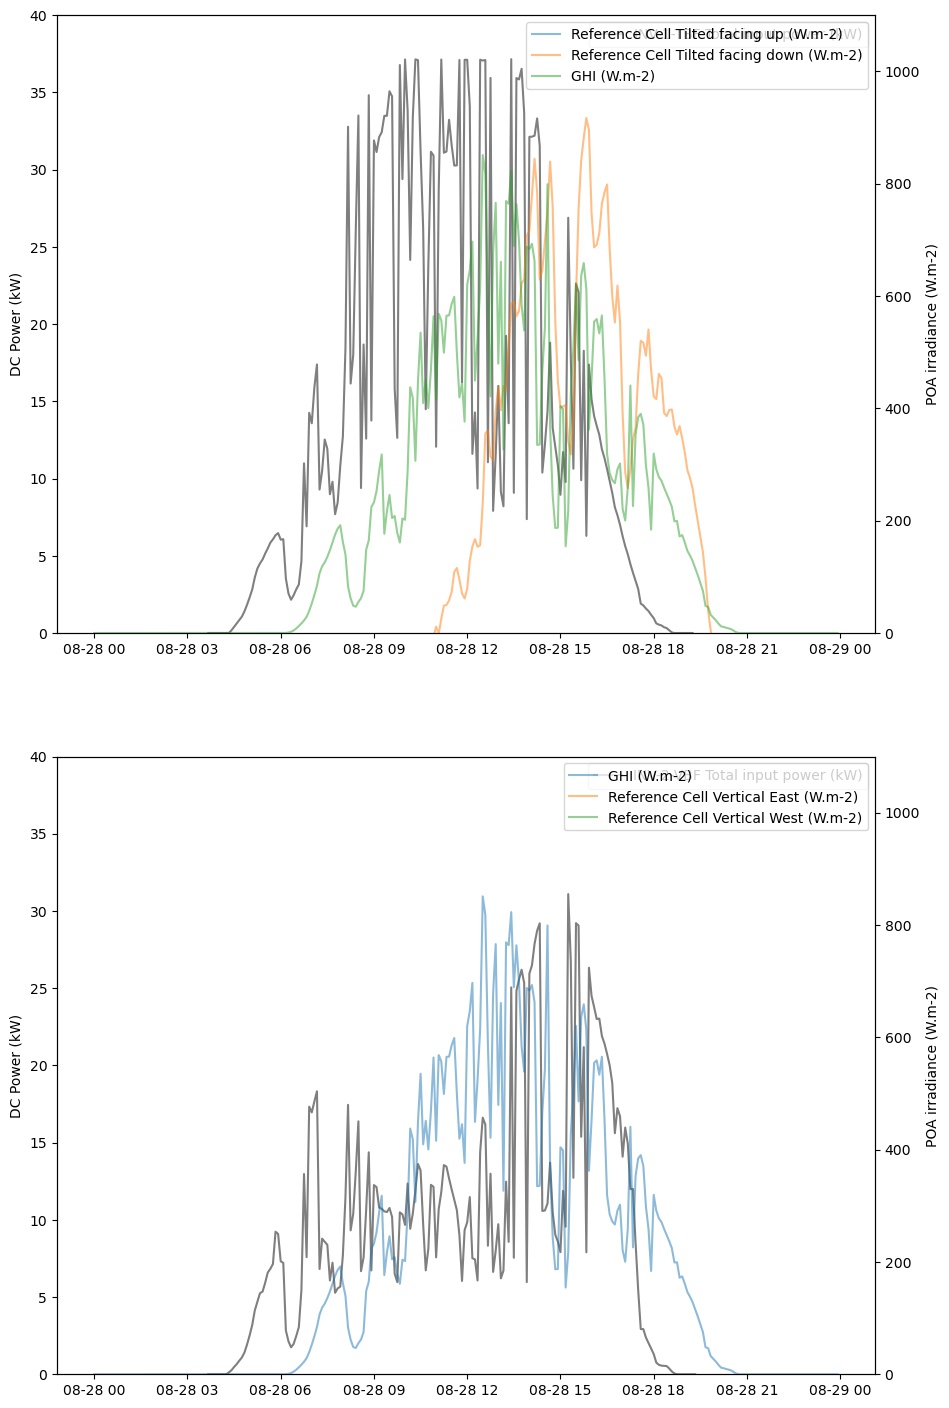 40
35
30
25
20
15
10
5
0
DC Power (kW)
1000
800
600
400
200
0
POA irradiance (W.m-2)
Reference Cell Tilted facing up (W.m-2)
Reference Cell Tilted facing down (W.m-2)
GHI (W.m-2)
08-28 00 08-28 03 08-28 06 08-28 09 08-28 12 08-28 15 08-28 18 08-28 21 08-29 00
40
35
30
25
20
15
10
5
0
DC Power (kW)
1000
800
600
400
200
0
POA irradiance (W.m-2)
GHI (W.m-2)
Total input power (kW)
Reference Cell Vertical East (W.m-2)
Reference Cell Vertical West (W.m-2)
08-28 00 08-28 03 08-28 06 08-28 09 08-28 12 08-28 15 08-28 18 08-28 21 08-29 00